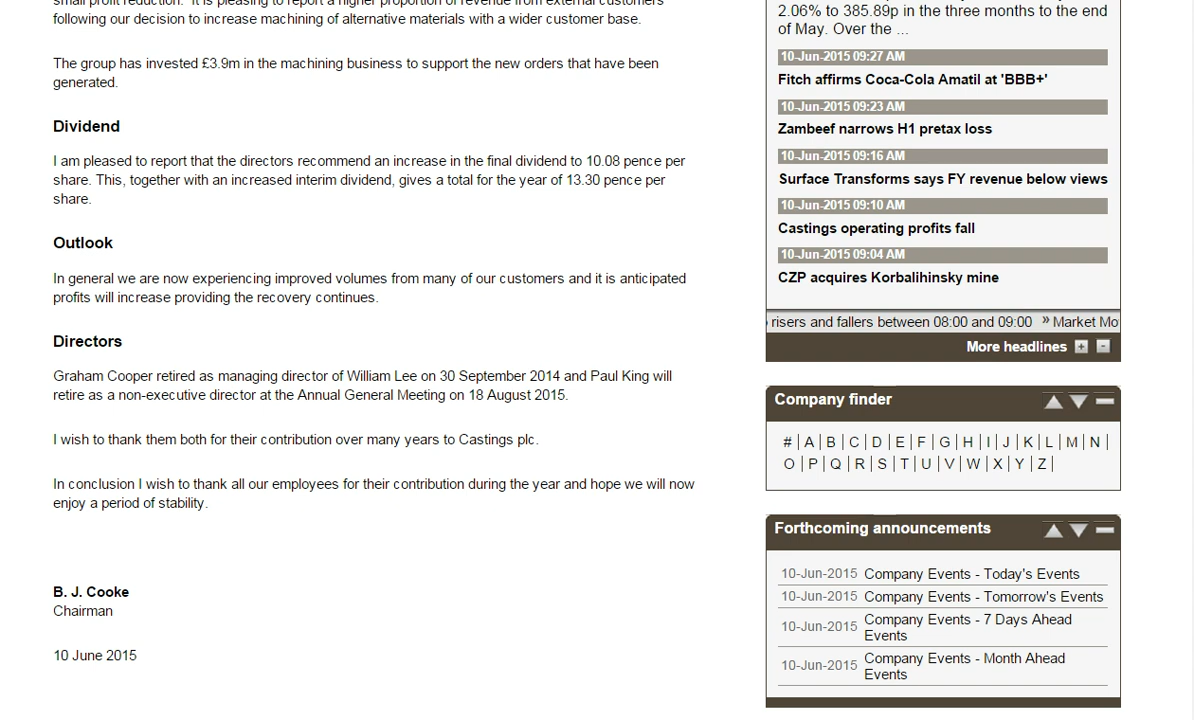 small profit reduction. It is pleasing to report a higher proportion of revenue from external customers
following our decision to increase machining of alternative materials with a wider customer base.
The group has invested £3.9m in the machining business to support the new orders that have been
generated.
Dividend
I am pleased to report that the directors recommend an increase in the final dividend to 10.08 pence per
share. This, together with an increased interim dividend, gives a total for the year of 13.30 pence per
share.
Outlook
In general we are now experiencing improved volumes from many of our customers and it is anticipated
profits will increase providing the recovery continues.
Directors
Graham Cooper retired as managing director of William Lee on 30 September 2014 and Paul King will
retire as a non-executive director at the Annual General Meeting on 18 August 2015.
I wish to thank them both for their contribution over many years to Castings plc.
In conclusion I wish to thank all our employees for their contribution during the year and hope we will now
enjoy a period of stability.
B. J. Cooke
Chairman
10 June 2015
2.06% to 385.89p in the three months to the end
of May. Over the ...
10-Jun-2015 09:27 AM
Fitch affirms Coca-Cola Amatil at 'BBB+'
10-Jun-2015 09:23 AM
Zambeef narrows H1 pretax loss
10-Jun-2015 09:16 AM
Surface Transforms says FY revenue below views
10-Jun-2015 09:10 AM
Castings operating profits fall
10-Jun-2015 09:04 AM
CZP acquires Korbalihinsky mine
risers and fallers between 08:00 and 09:00 » Market Mo
More headlines + -
Company finder
# | A | B | C | D | E | F | G | H | I | J | K | L | M | N |
O | P | Q | R | S | T | U | V | W | X | Y | Z |
Forthcoming announcements
10-Jun-2015 Company Events - Today's Events
10-Jun-2015 Company Events - Tomorrow's Events
10-Jun-2015 Company Events - 7 Days Ahead
Events
10-Jun-2015 Company Events - Month Ahead
Events